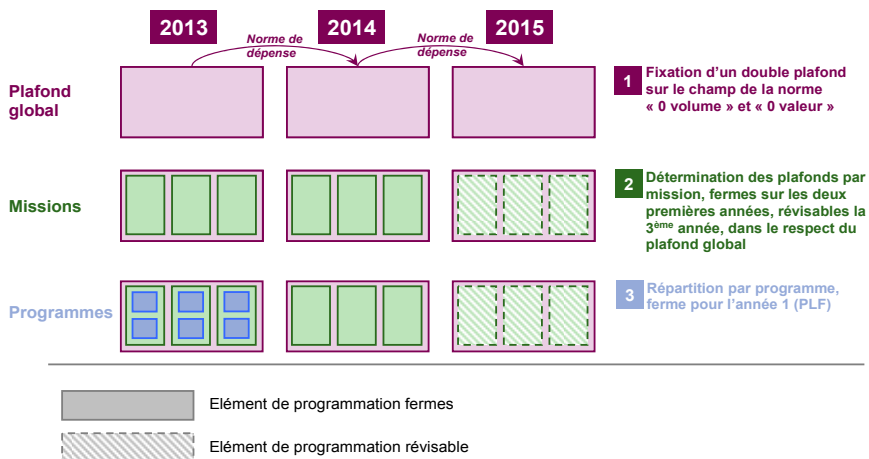 2013
2014
2015
Norme de
dépense
Norme de
dépense
Plafond
global
1
Fixation d’un double plafond
sur le champ de la norme
« 0 volume » et « 0 valeur »
Missions
2
Détermination des plafonds par
mission, fermes sur les deux
premières années, révisables la
3ème année, dans le respect du
plafond global
Programmes
3
Répartition par programme,
ferme pour l’année 1 (PLF)
Elément de programmation fermes
Elément de programmation révisable